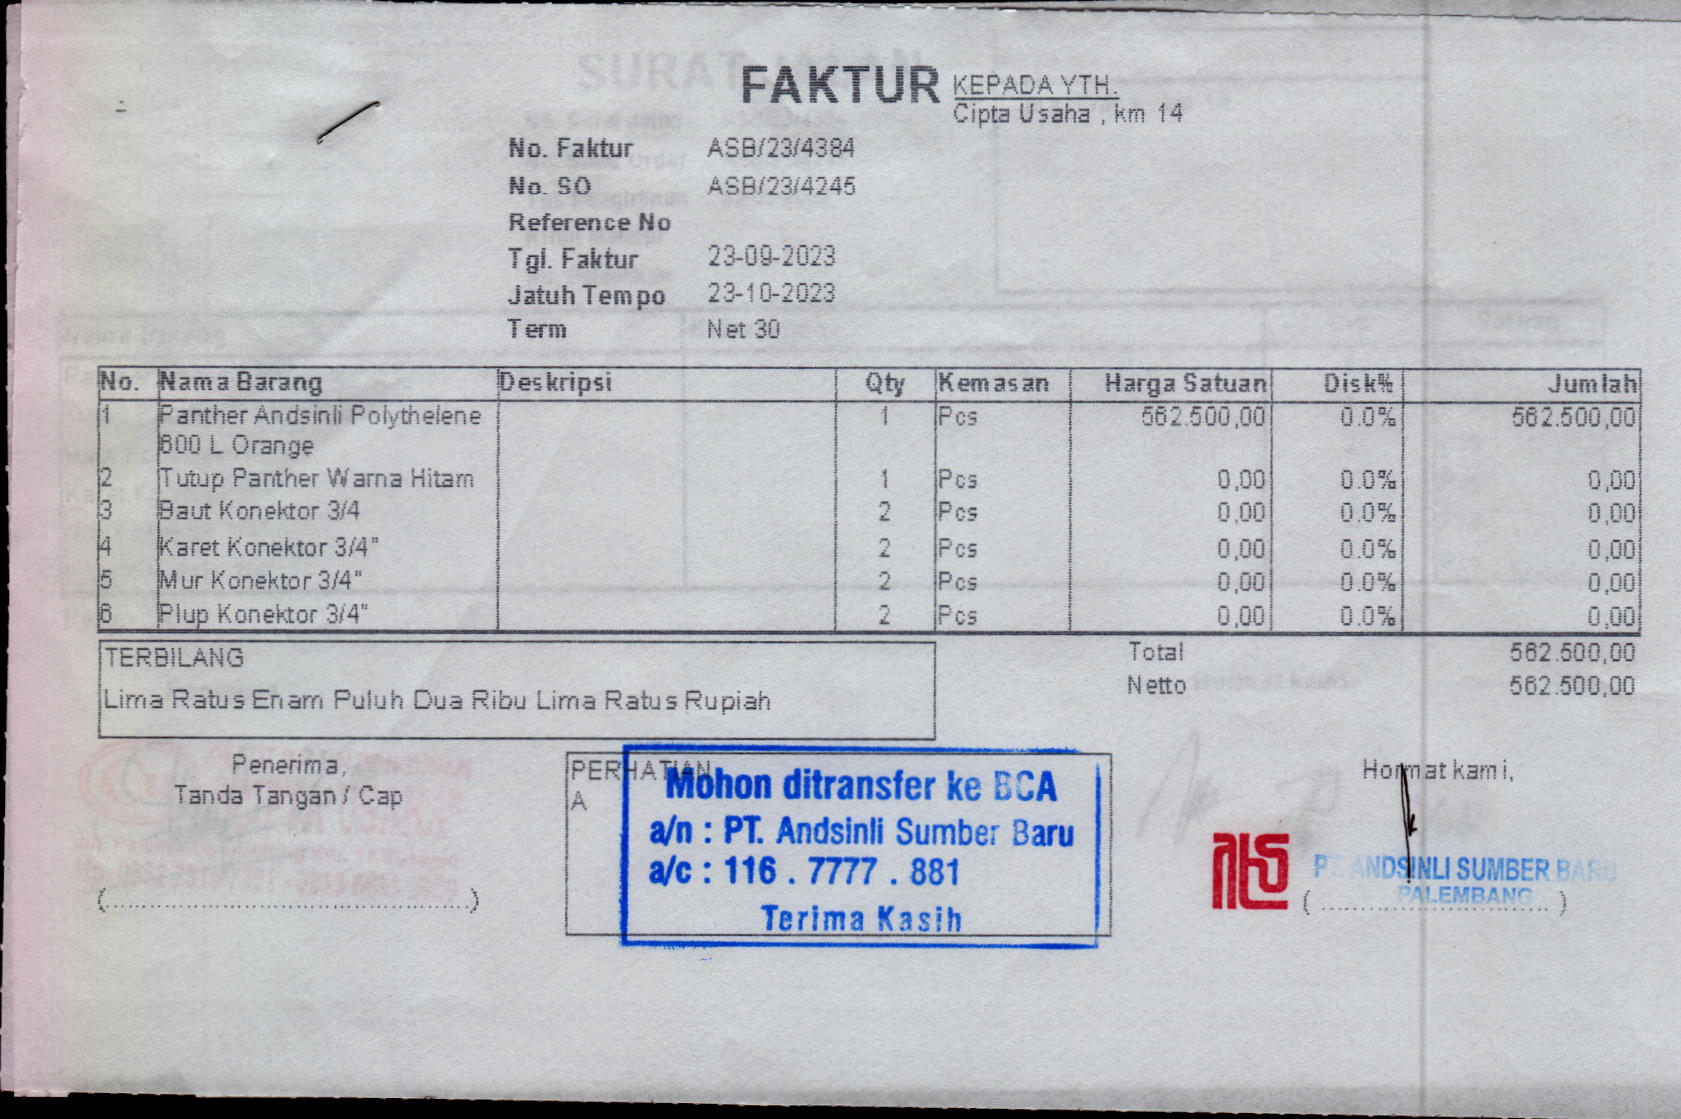 FAKTUR
KEPADA YTH.
Cipta Usaha , km 14
No. Faktur ASB/23/4384
No. SO ASB/23/4245
Reference No
Tgl. Faktur 23-09-2023
Jatuh Tempo 23-10-2023
Term Net 30
No. Nama Barang Deskripsi Qty Kemasan Harga Satuan Disk% Jumlah
1 Panther Andsinli Polythelene 1 Pcs 562.500,00 0.0% 562.500,00
600 L Orange
2 Tutup Panther Warna Hitam 1 Pcs 0,00 0.0% 0,00
3 Baut Konektor 3/4 2 Pcs 0,00 0.0% 0,00
4 Karet Konektor 3/4" 2 Pcs 0,00 0.0% 0,00
5 Mur Konektor 3/4" 2 Pcs 0,00 0.0% 0,00
6 Plup Konektor 3/4" 2 Pcs 0,00 0.0% 0,00
TERBILANG
Lima Ratus Enam Puluh Dua Ribu Lima Ratus Rupiah
Total 562.500,00
Netto 562.500,00
Penerima,
Tanda Tangan / Cap
(............................................)
PERHATIAN
A
Mohon ditransfer ke BCA
a/n : PT. Andsinli Sumber Baru
a/c : 116 . 7777 . 881
Terima Kasih
Hormat kami,
PT. ANDSINLI SUMBER BARU
PALEMBANG
( ............................ )